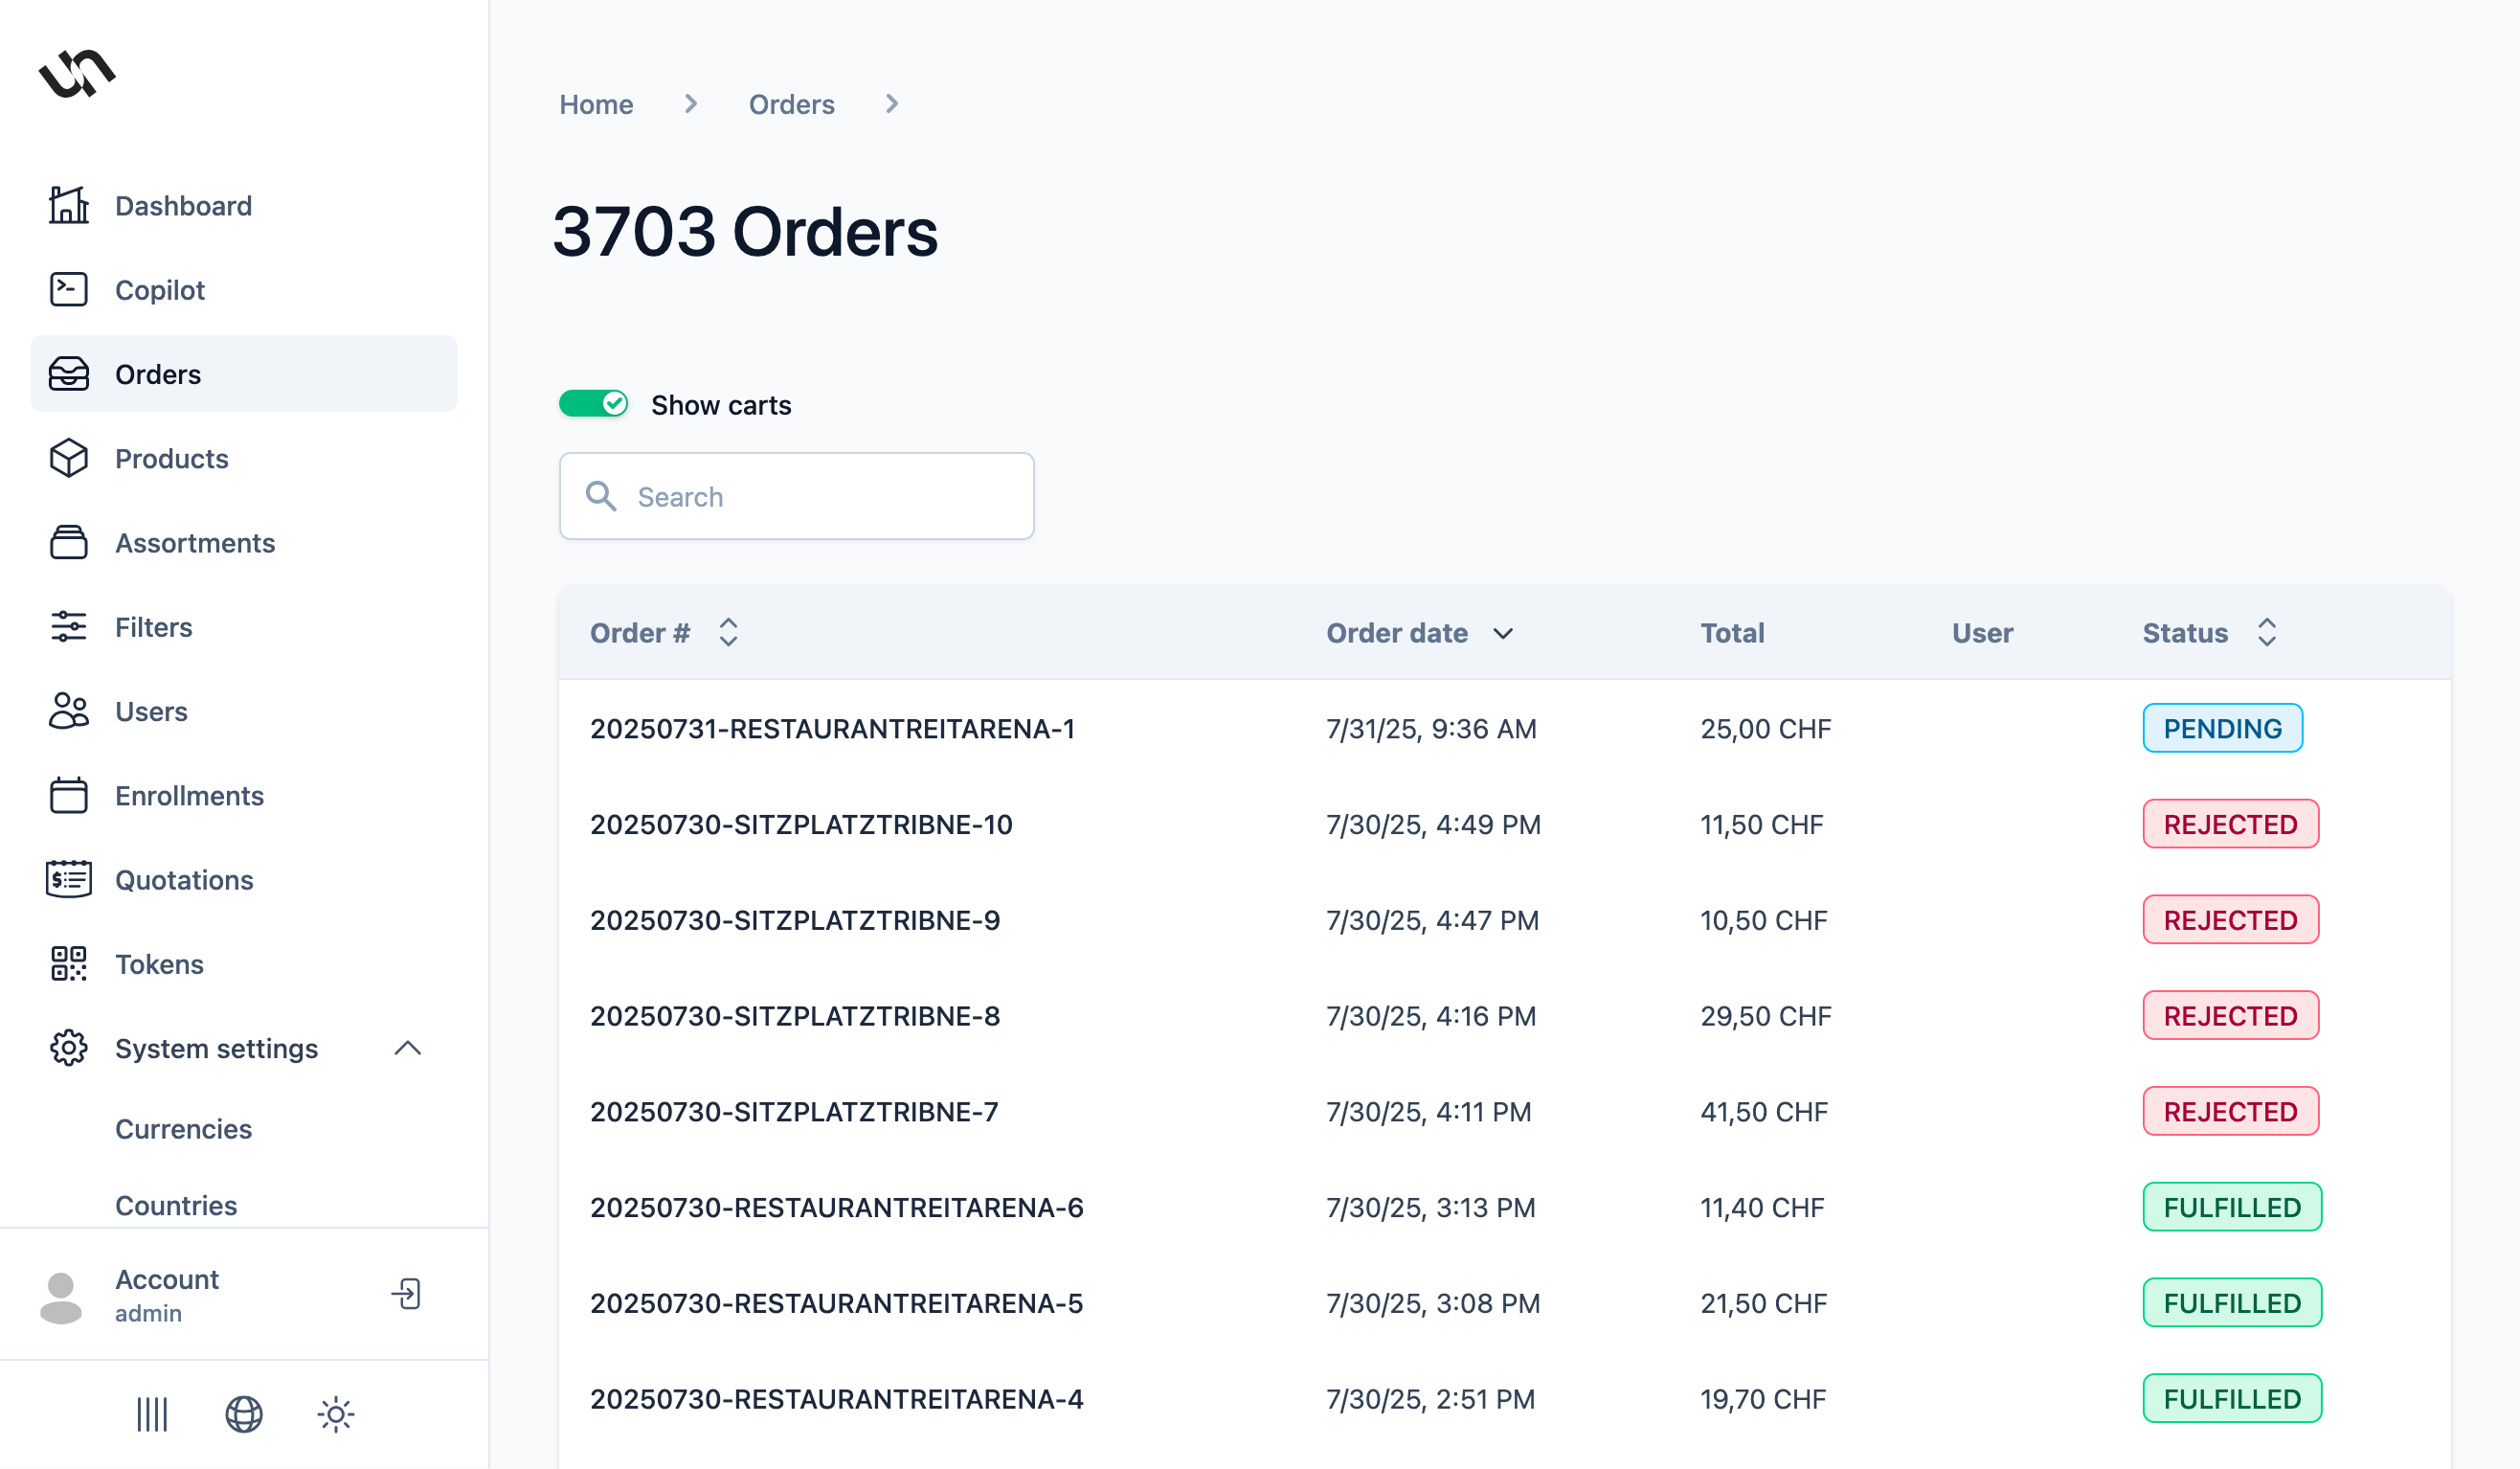 un
Dashboard
Copilot
Orders
Products
Assortments
Filters
Users
Enrollments
Quotations
Tokens
System settings
Currencies
Countries
Account
admin
Home
Orders
3703 Orders
Show carts
Search
Order # Order date Total User Status
20250731-RESTAURANTREITARENA-1 7/31/25, 9:36 AM 25,00 CHF PENDING
20250730-SITZPLATZTRIBNE-10 7/30/25, 4:49 PM 11,50 CHF REJECTED
20250730-SITZPLATZTRIBNE-9 7/30/25, 4:47 PM 10,50 CHF REJECTED
20250730-SITZPLATZTRIBNE-8 7/30/25, 4:16 PM 29,50 CHF REJECTED
20250730-SITZPLATZTRIBNE-7 7/30/25, 4:11 PM 41,50 CHF REJECTED
20250730-RESTAURANTREITARENA-6 7/30/25, 3:13 PM 11,40 CHF FULFILLED
20250730-RESTAURANTREITARENA-5 7/30/25, 3:08 PM 21,50 CHF FULFILLED
20250730-RESTAURANTREITARENA-4 7/30/25, 2:51 PM 19,70 CHF FULFILLED